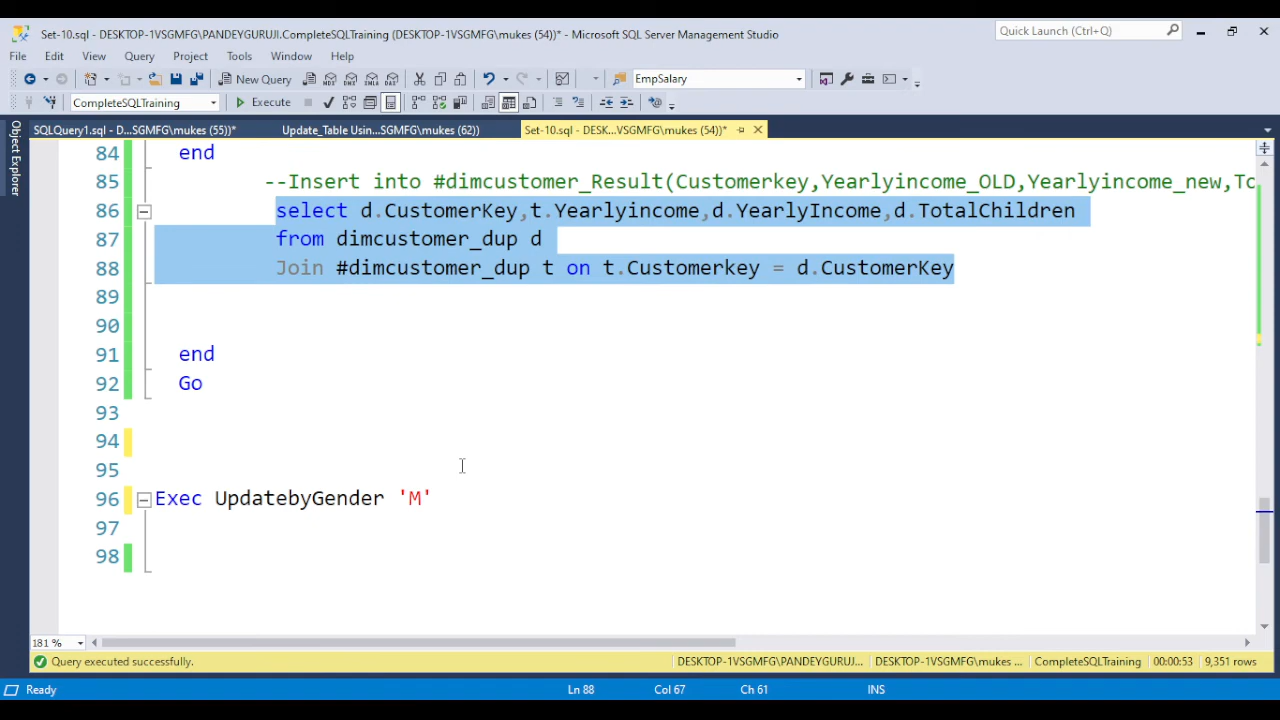 Set-10.sql - DESKTOP-1VSGMFG\PANDEYGURUJI.CompleteSQLTraining (DESKTOP-1VSGMFG\mukes (54))* - Microsoft SQL Server Management Studio
Quick Launch (Ctrl+Q)
File Edit View Query Project Tools Window Help
New Query
EmpSalary
CompleteSQLTraining
Execute
SQLQuery1.sql - D...SGMFG\mukes (55))*
Update_Table Usin...SGMFG\mukes (62))
Set-10.sql - DESK...VSGMFG\mukes (54))*
Object Explorer
84 end
85 --Insert into #dimcustomer_Result(Customerkey,Yearlyincome_OLD,Yearlyincome_new,To
86 select d.CustomerKey,t.Yearlyincome,d.YearlyIncome,d.TotalChildren
87 from dimcustomer_dup d
88 Join #dimcustomer_dup t on t.Customerkey = d.CustomerKey
89
90
91 end
92 Go
93
94
95
96 Exec UpdatebyGender 'M'
97
98
181 %
Query executed successfully.
DESKTOP-1VSGMFG\PANDEYGURUJ... DESKTOP-1VSGMFG\mukes ... CompleteSQLTraining 00:00:53 9,351 rows
Ready Ln 88 Col 67 Ch 61 INS